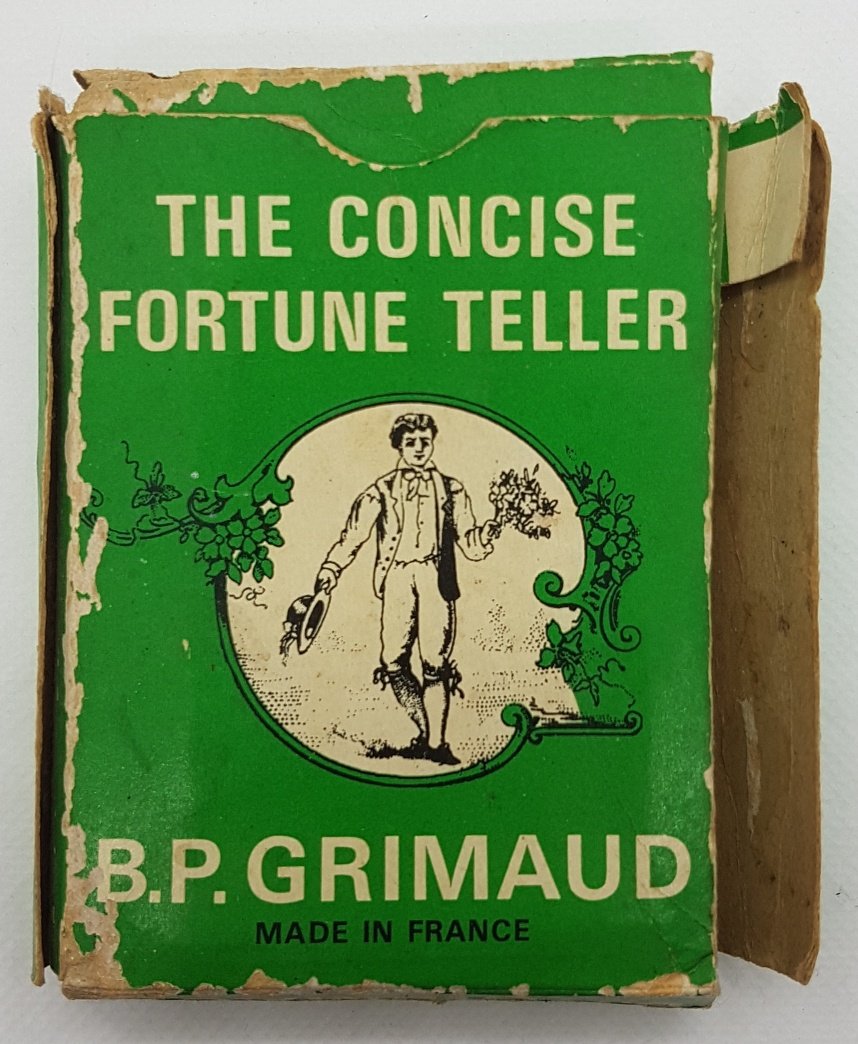 THE CONCISE
FORTUNE TELLER
B.P. GRIMAUD
MADE IN FRANCE